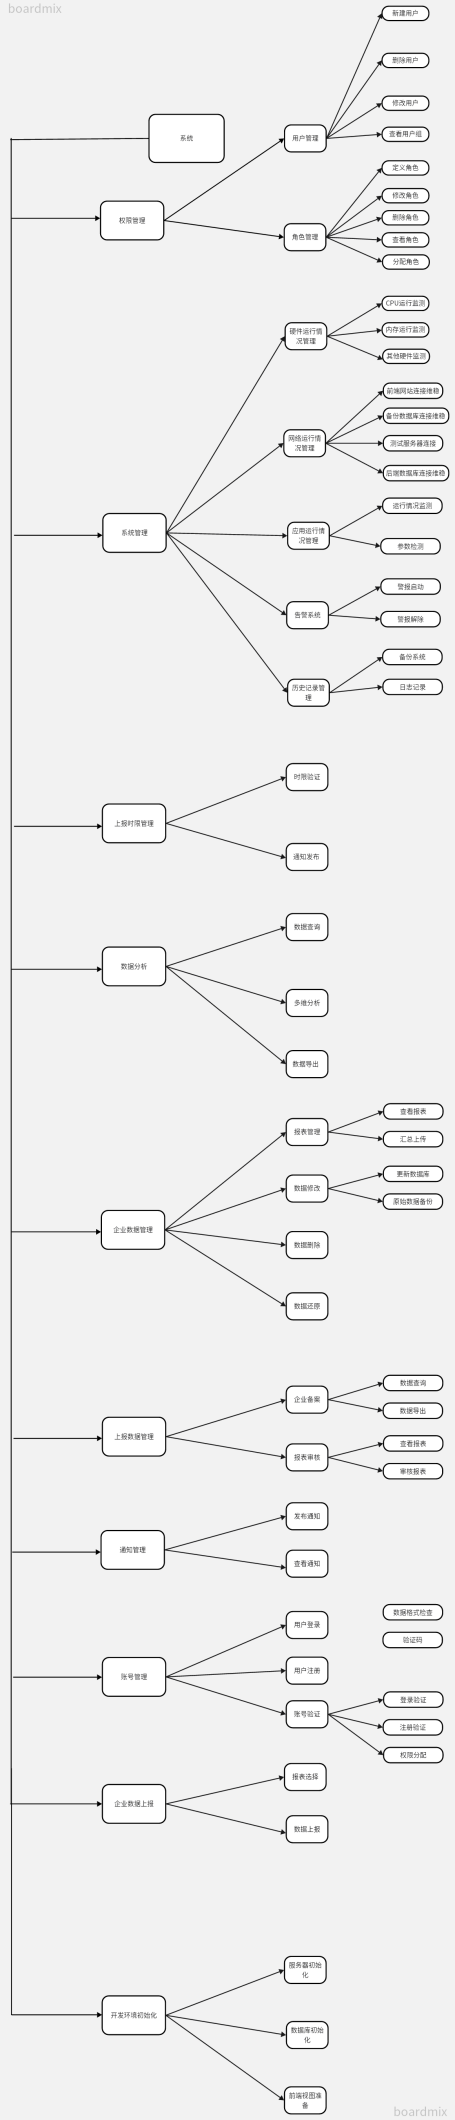 boardmix
系统
权限管理
用户管理
新建用户
删除用户
修改用户
查看用户组
角色管理
定义角色
修改角色
删除角色
查看角色
分配角色
系统管理
硬件运行情
况管理
CPU运行监测
内存运行监测
其他硬件监测
网络运行情
况管理
前端网站连接维稳
备份数据库连接维稳
测试服务器连接
后端数据库连接维稳
应用运行情
况管理
运行情况监测
参数检测
告警系统
警报启动
警报解除
历史记录管
理
备份系统
日志记录
上报时限管理
时限验证
通知发布
数据分析
数据查询
多维分析
数据导出
企业数据管理
报表管理
查看报表
汇总上传
数据修改
更新数据库
原始数据备份
数据删除
数据还原
上报数据管理
企业备案
数据查询
数据导出
报表审核
查看报表
审核报表
通知管理
发布通知
查看通知
数据格式检查
验证码
账号管理
用户登录
用户注册
账号验证
登录验证
注册验证
权限分配
企业数据上报
报表选择
数据上报
开发环境初始化
服务器初始
化
数据库初始
化
前端视图准
备
boardmix